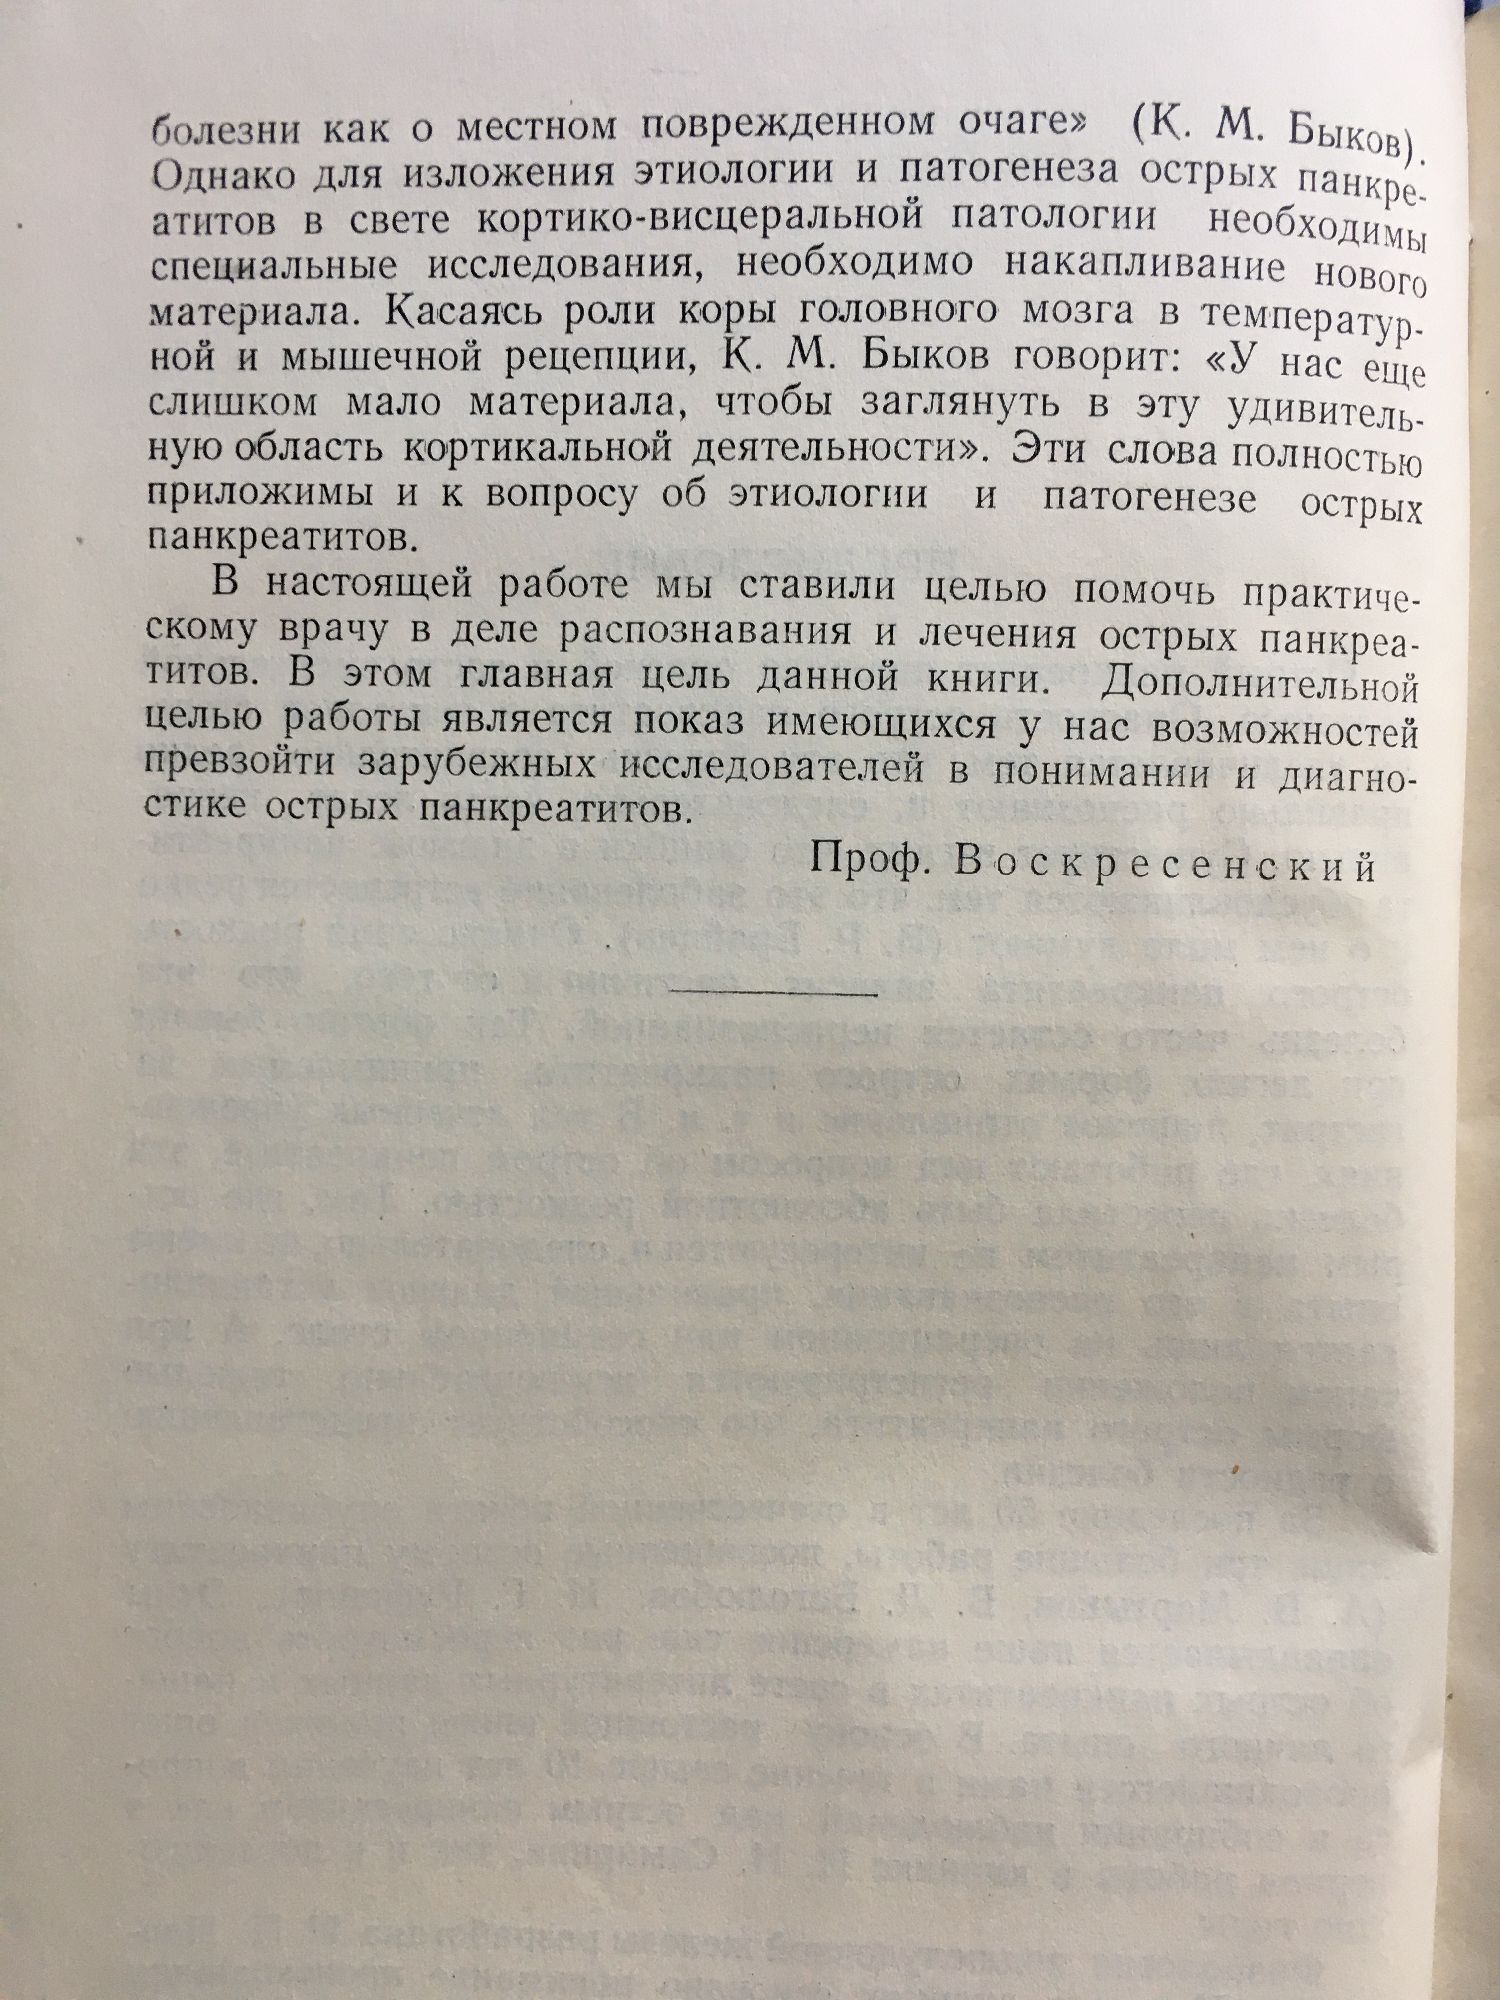 болезни как о местном поврежденном очаге» (К. М. Быков).
Однако для изложения этиологии и патогенеза острых панкре-
атитов в свете кортико-висцеральной патологии необходимы
специальные исследования, необходимо накапливание нового
материала. Касаясь роли коры головного мозга в температур-
ной и мышечной рецепции, К. М. Быков говорит: «У нас еще
слишком мало материала, чтобы заглянуть в эту удивитель-
ную область кортикальной деятельности». Эти слова полностью
приложимы и к вопросу об этиологии и патогенезе острых
панкреатитов.
В настоящей работе мы ставили целью помочь практиче-
скому врачу в деле распознавания и лечения острых панкреа-
титов. В этом главная цель данной книги. Дополнительной
целью работы является показ имеющихся у нас возможностей
превзойти зарубежных исследователей в понимании и диагно-
стике острых панкреатитов.
Проф. Воскресенский